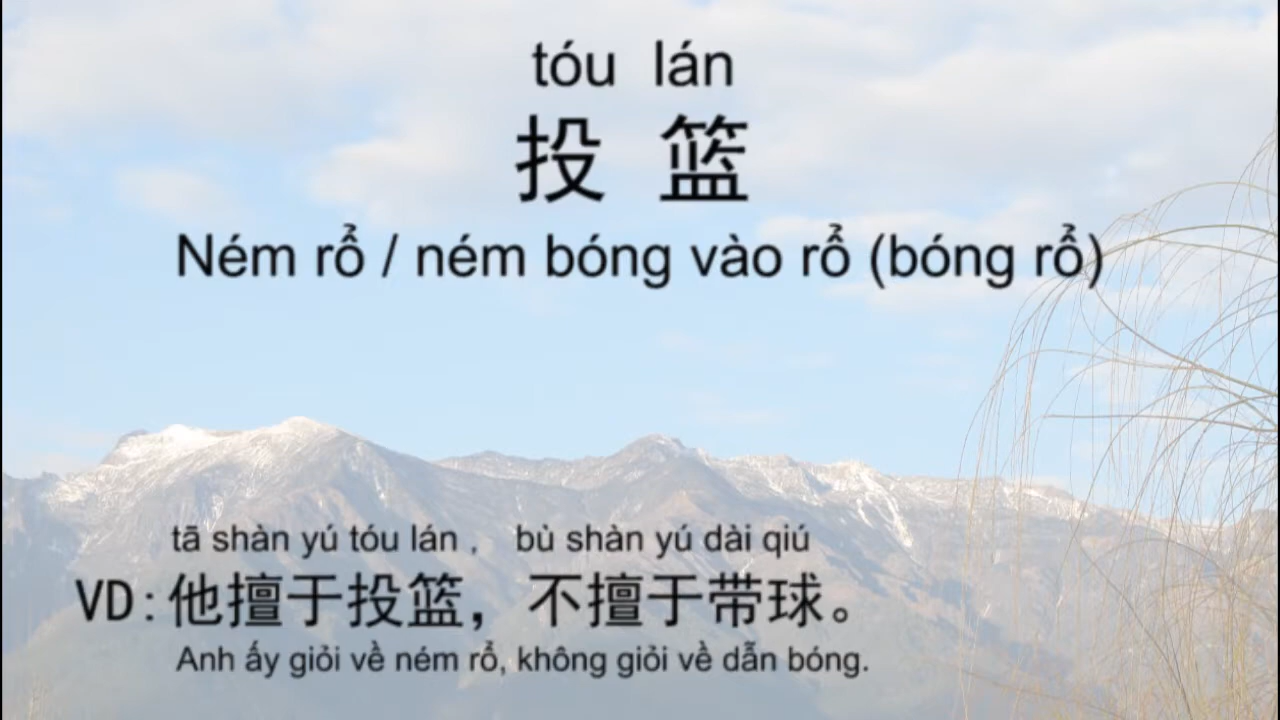 tóu lán
投 篮
Ném rổ / ném bóng vào rổ (bóng rổ)
tā shàn yú tóu lán , bù shàn yú dài qiú
VD:他擅于投篮，不擅于带球。
Anh ấy giỏi về ném rổ, không giỏi về dẫn bóng.